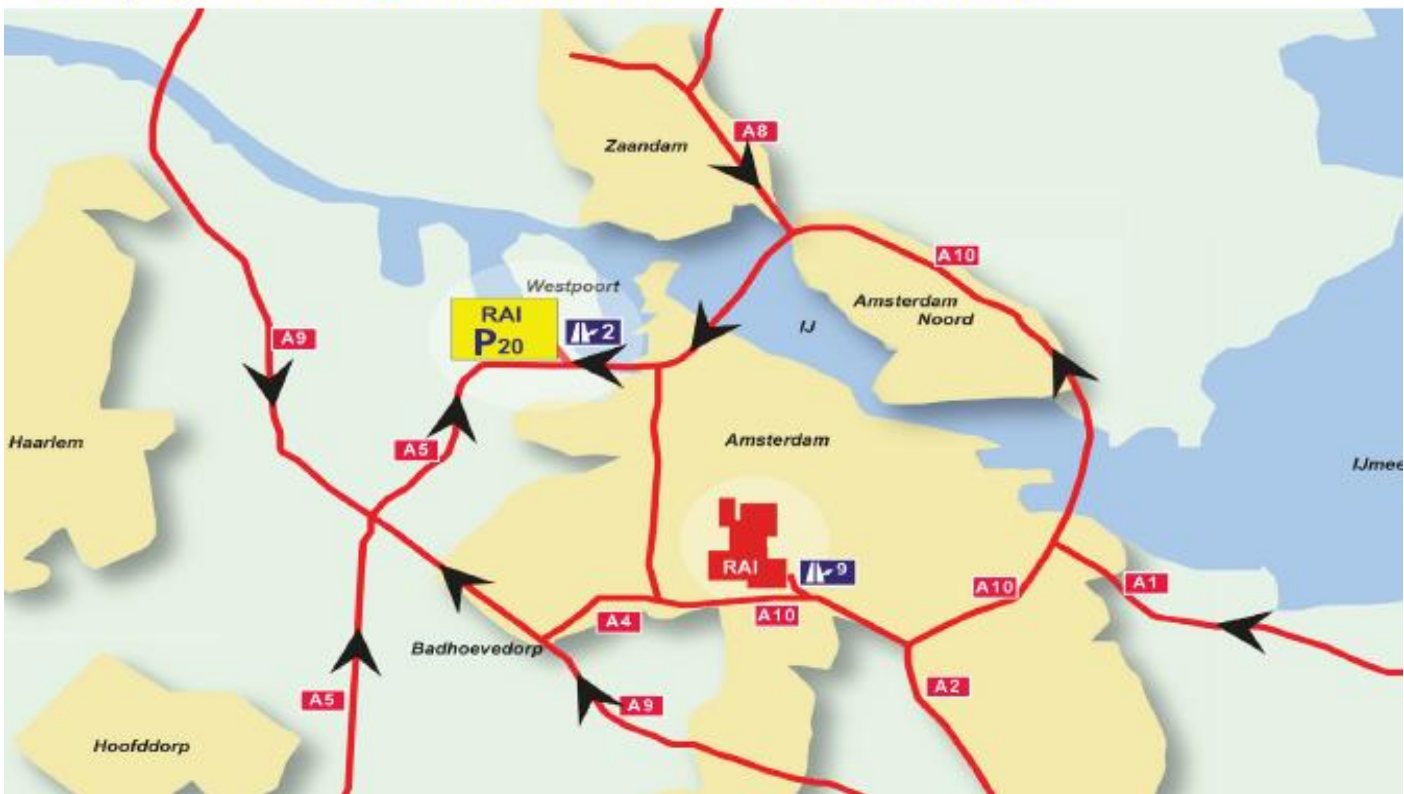 A8
Zaandam
A10
Westpoort
RAI
P20
2
Amsterdam
Noord
IJ
A9
Haarlem
A5
Amsterdam
IJmee
RAI
9
A10
A1
A4
A10
Badhoevedorp
A2
A5
A9
Hoofddorp